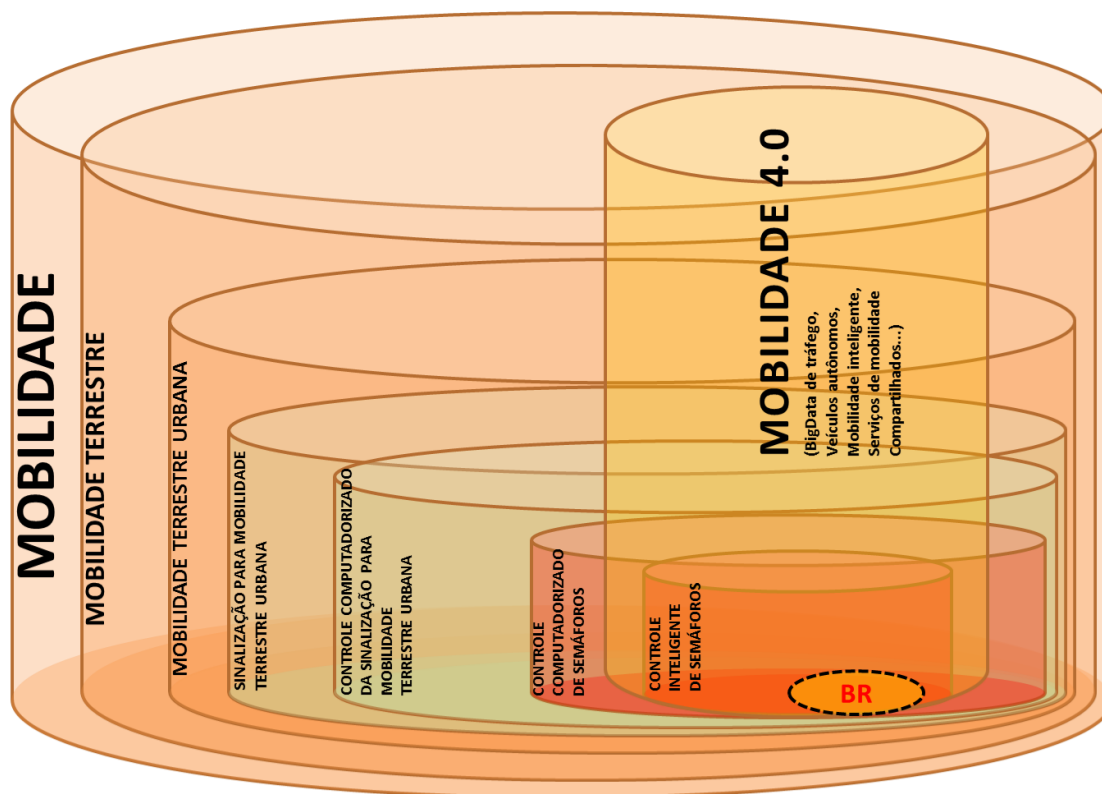 MOBILIDADE
MOBILIDADE TERRESTRE
MOBILIDADE TERRESTRE URBANA
SINALIZAÇÃO PARA MOBILIDADE
TERRESTRE URBANA
CONTROLE COMPUTADORIZADO
DA SINALIZAÇÃO PARA
MOBILIDADE
TERRESTRE URBANA
CONTROLE
COMPUTADORIZADO
DE SEMÁFOROS
CONTROLE
INTELIGENTE
DE SEMÁFOROS
MOBILIDADE 4.0
(BigData de tráfego,
Veículos autônomos,
Mobilidade inteligente,
Serviços de mobilidade
Compartilhados...)
BR